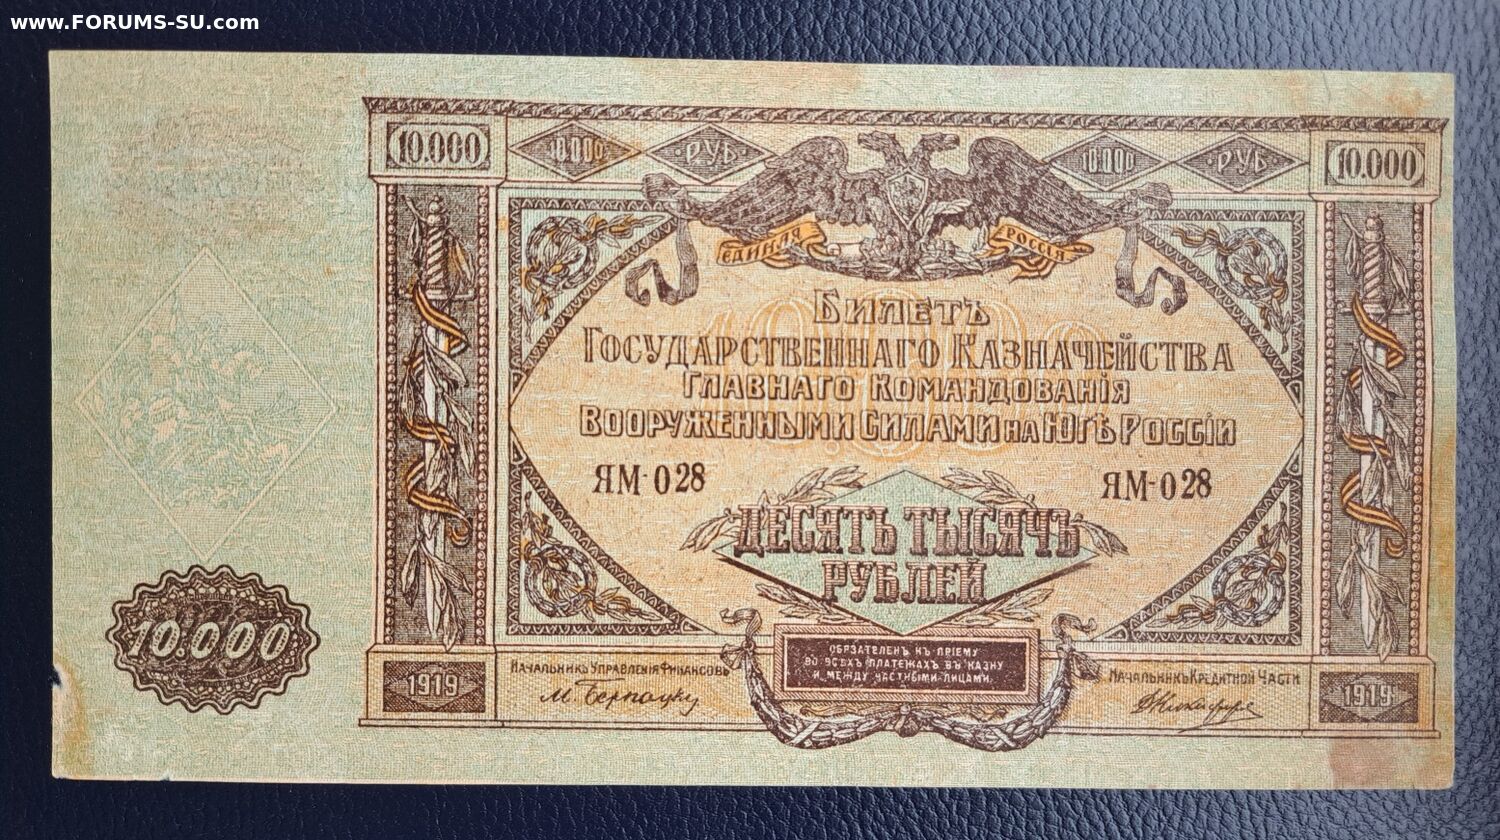 www.FORUMS-SU.com
10.000 10.000 РУБ. 10.000 РУБ. 10.000
ЕДИНАЯ РОССІЯ
БИЛЕТЪ
ГОСУДАРСТВЕННАГО КАЗНАЧЕЙСТВА
ГЛАВНАГО КОМАНДОВАНІЯ
ВООРУЖЕННЫМИ СИЛАМИ НА ЮГѢ РОССІИ
ЯМ-028 ЯМ-028
ДЕСЯТЬ ТЫСЯЧЪ
РУБЛЕЙ
10.000
ОБЯЗАТЕЛЕНЪ КЪ ПРІЕМУ
ВО ВСѢХЪ ПЛАТЕЖАХЪ ВЪ КАЗНУ
И МЕЖДУ ЧАСТНЫМИ ЛИЦАМИ.
НАЧАЛЬНИКЪ УПРАВЛЕНІЯ ФИНАНСОВЪ
НАЧАЛЬНИКЪ КРЕДИТНОЙ ЧАСТИ
1919 М. Бернацкій 1919